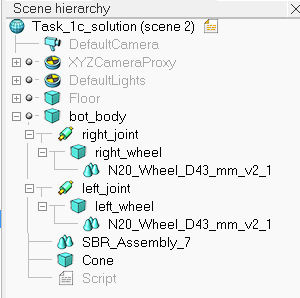 Scene hierarchy
Task_1c_solution (scene 2)
DefaultCamera
XYZCameraProxy
DefaultLights
Floor
bot_body
right_joint
right_wheel
N20_Wheel_D43_mm_v2_1
left_joint
left_wheel
N20_Wheel_D43_mm_v2_1
SBR_Assembly_7
Cone
Script